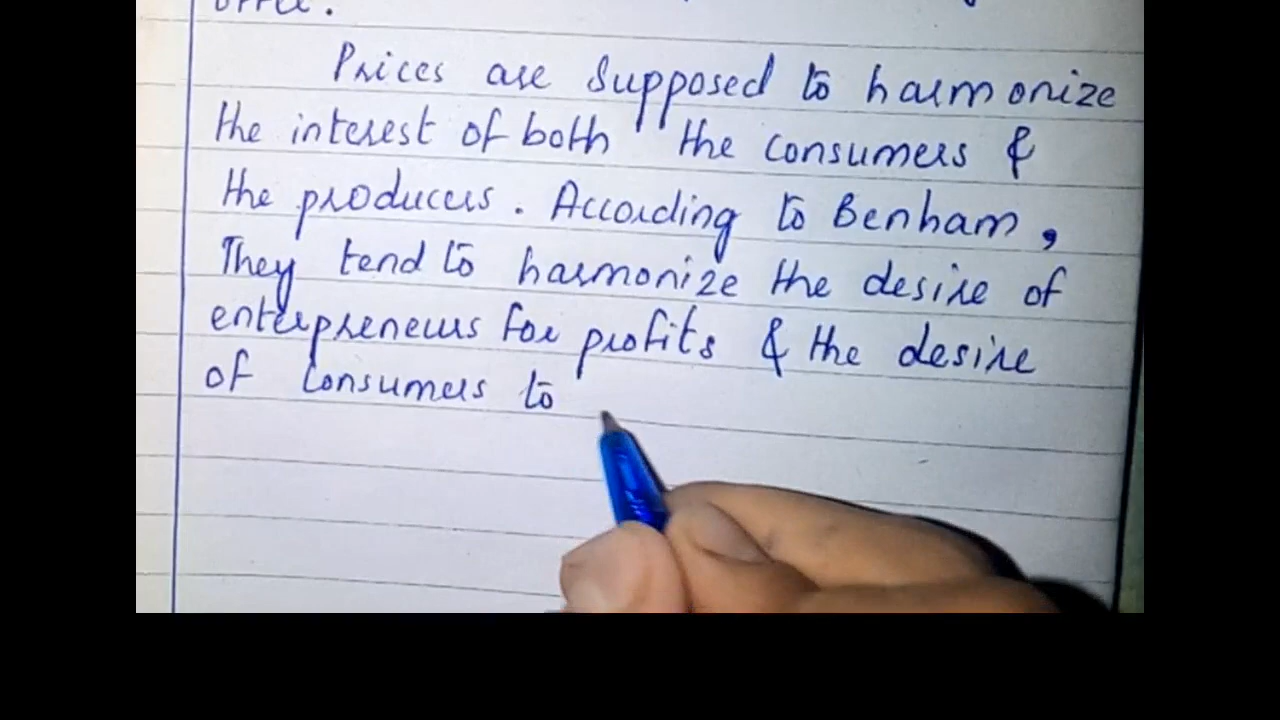 Prices are supposed to harmonize
the interest of both the consumers &
the producers. According to Benham,
They tend to harmonize the desire of
entrepreneurs for profits & the desire
of consumers to